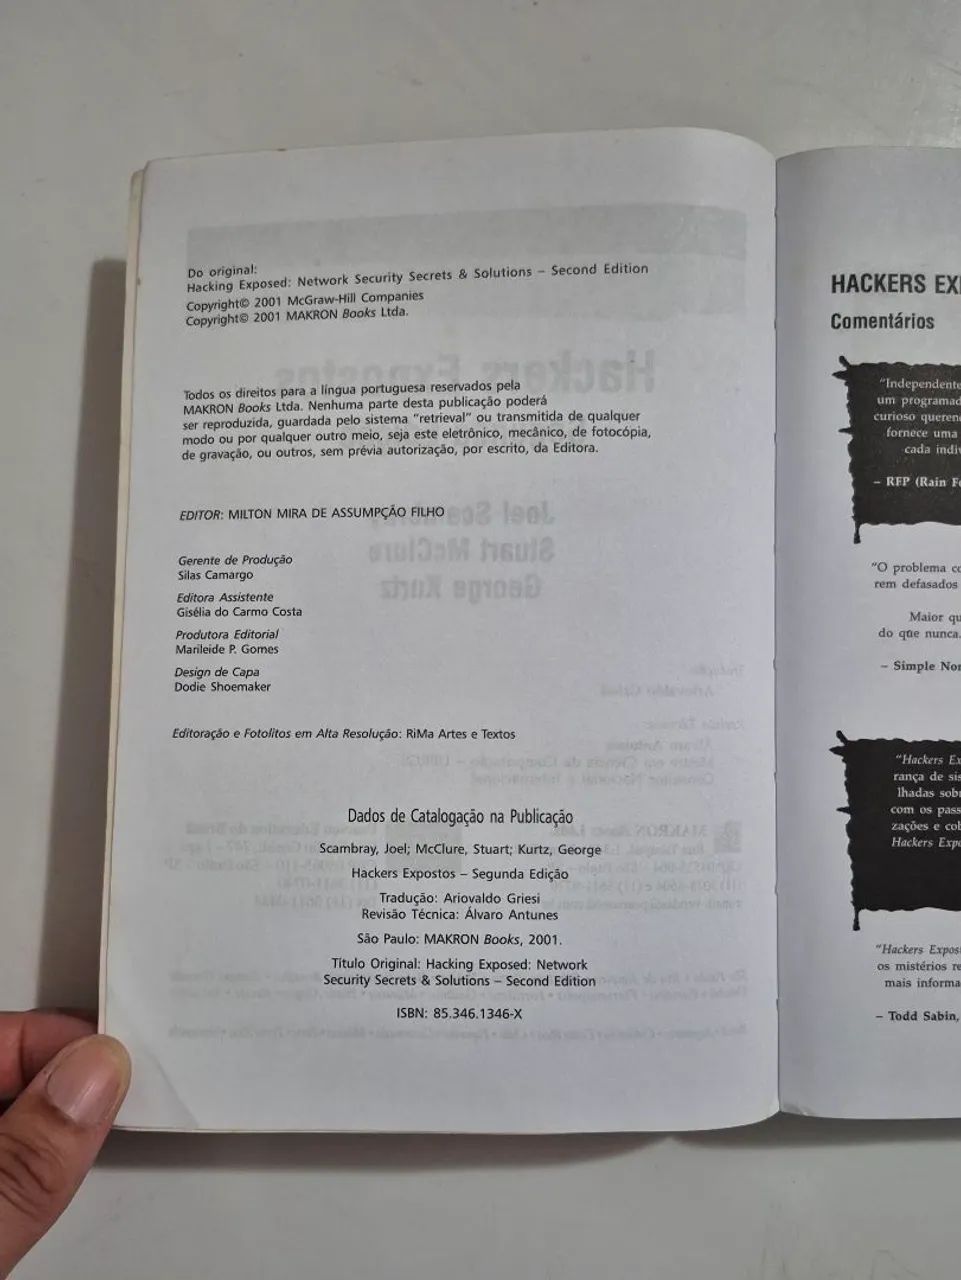 Do original:
Hacking Exposed: Network Security Secrets & Solutions – Second Edition
Copyright© 2001 McGraw-Hill Companies
Copyright© 2001 MAKRON Books Ltda.
Todos os direitos para a língua portuguesa reservados pela
MAKRON Books Ltda. Nenhuma parte desta publicação poderá
ser reproduzida, guardada pelo sistema "retrieval" ou transmitida de qualquer
modo ou por qualquer outro meio, seja este eletrônico, mecânico, de fotocópia,
de gravação, ou outros, sem prévia autorização, por escrito, da Editora.
EDITOR: MILTON MIRA DE ASSUMPÇÃO FILHO
Gerente de Produção
Silas Camargo
Editora Assistente
Gisélia do Carmo Costa
Produtora Editorial
Marileide P. Gomes
Design de Capa
Dodie Shoemaker
Editoração e Fotolitos em Alta Resolução: RiMa Artes e Textos
Dados de Catalogação na Publicação
Scambray, Joel; McClure, Stuart; Kurtz, George
Hackers Expostos – Segunda Edição
Tradução: Ariovaldo Griesi
Revisão Técnica: Álvaro Antunes
São Paulo: MAKRON Books, 2001.
Título Original: Hacking Exposed: Network
Security Secrets & Solutions – Second Edition
ISBN: 85.346.1346-X
HACKERS EX
Comentários
"Independente
um programad
curioso queren
fornece uma
cada indi
– RFP (Rain F
"O problema co
rem defasados
Maior qu
do que nunca.
– Simple Nor
"Hackers Ex
rança de si
lhadas sob
com os pass
zações e co
Hackers Expo
"Hackers Expos
os mistérios re
mais informa
– Todd Sabin,